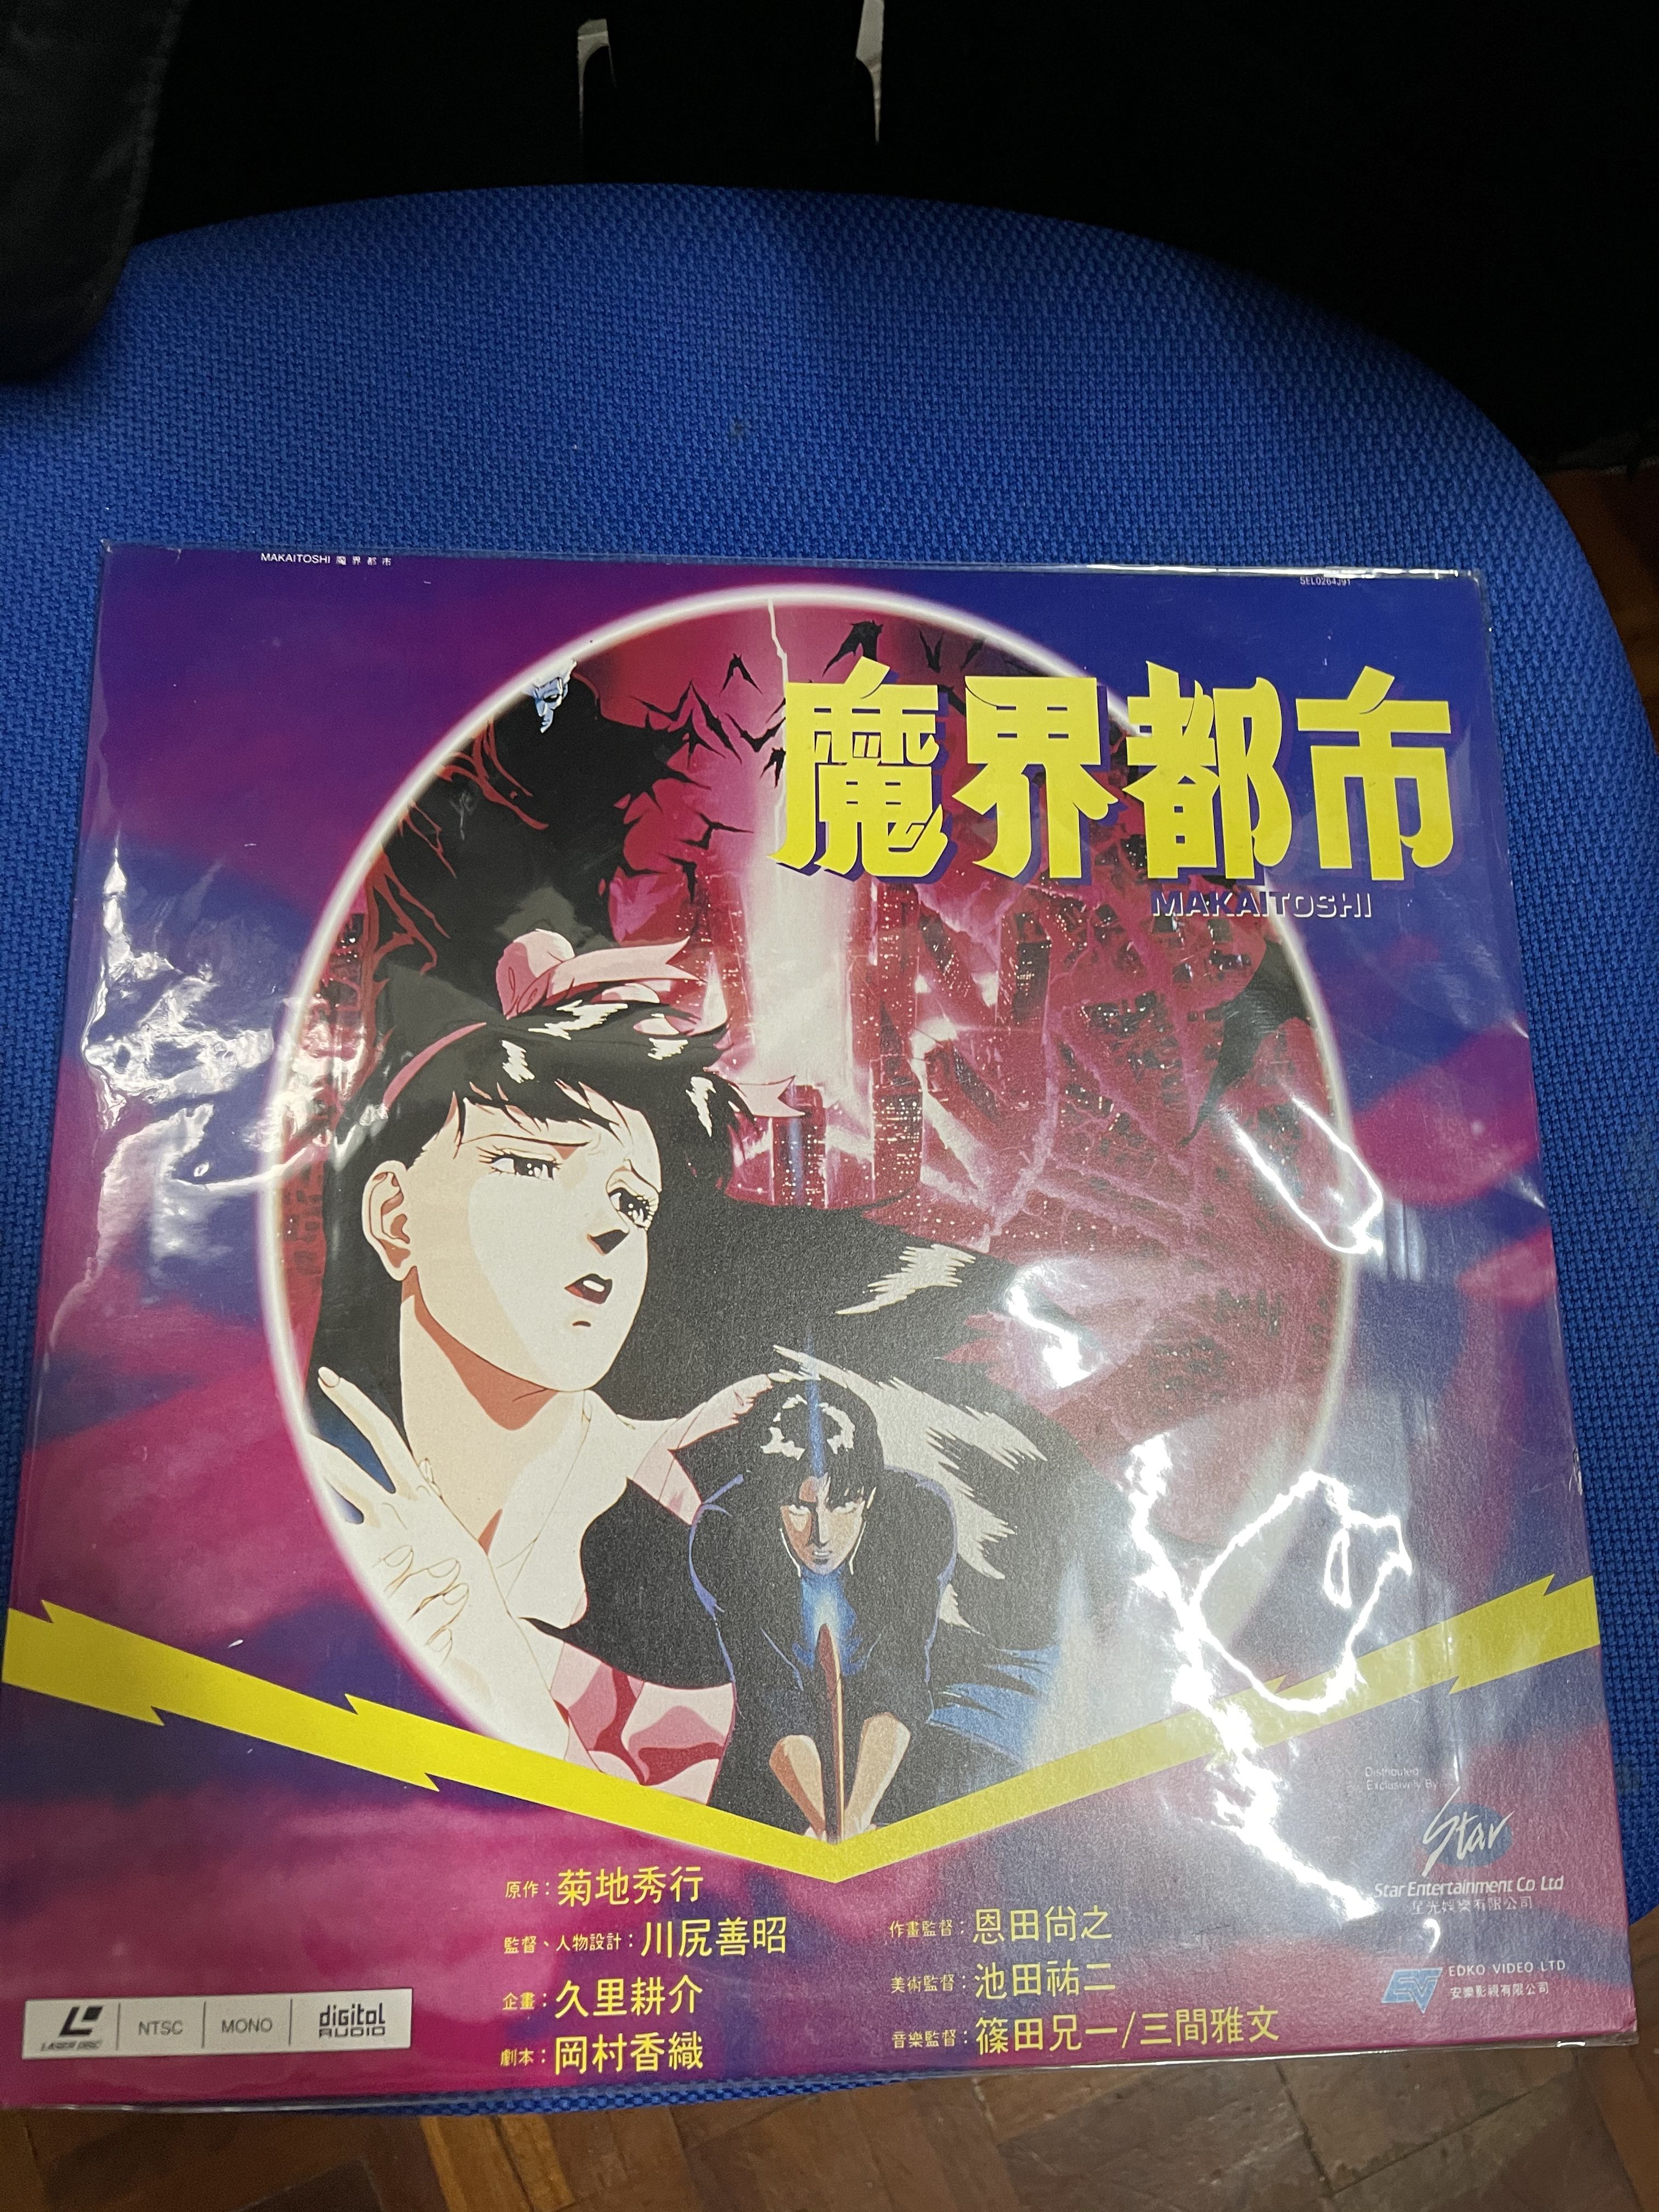 MAKAITOSHI 魔界都市
SEL0264J91
魔界都市
MAKAITOSHI
原作：菊地秀行
監督、人物設計：川尻善昭
企畫：久里耕介
劇本：岡村香織
作畫監督：恩田尙之
美術監督：池田祐二
音樂監督：篠田兄一/三間雅文
Distributed
Exclusively By
Star
Star Entertainment Co. Ltd
星光娛樂有限公司
EV
EDKO VIDEO LTD
安樂影視有限公司
LASER DISC
NTSC
MONO
digital
AUDIO